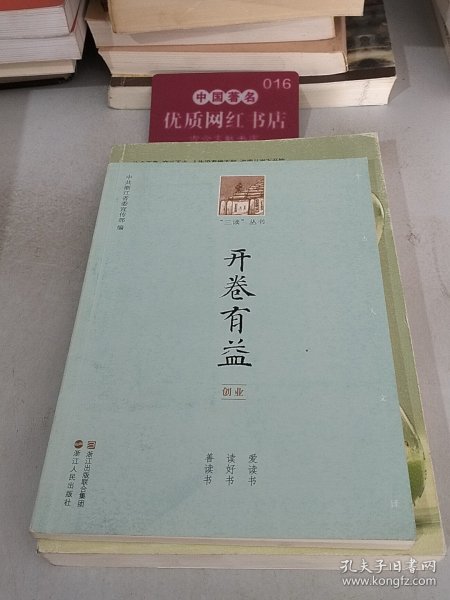 016
中国著名
优质网红书店
中共浙江省委宣传部 编
“三读”丛书
开卷有益
创业
爱读书
读好书
善读书
浙江出版联合集团
浙江人民出版社
孔夫子旧书网
www.kongfz.com